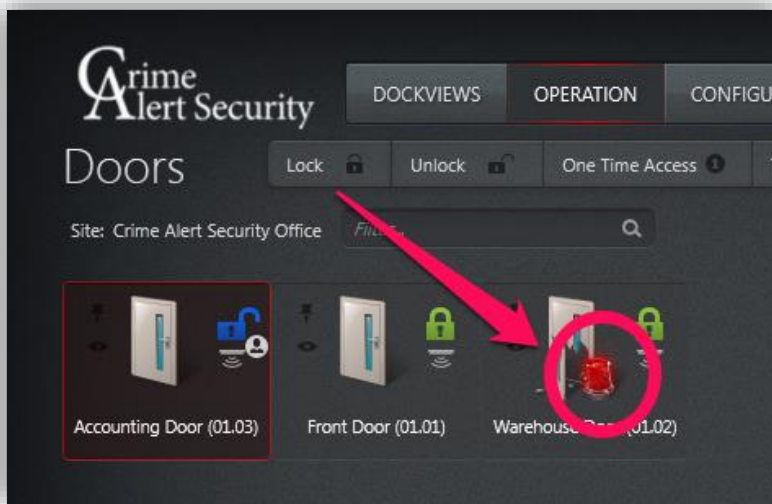 Crime
Alert Security
DOCKVIEWS OPERATION CONFIGU
Doors
Lock Unlock One Time Access
Site: Crime Alert Security Office
Accounting Door (01.03) Front Door (01.01) Warehouse (01.02)